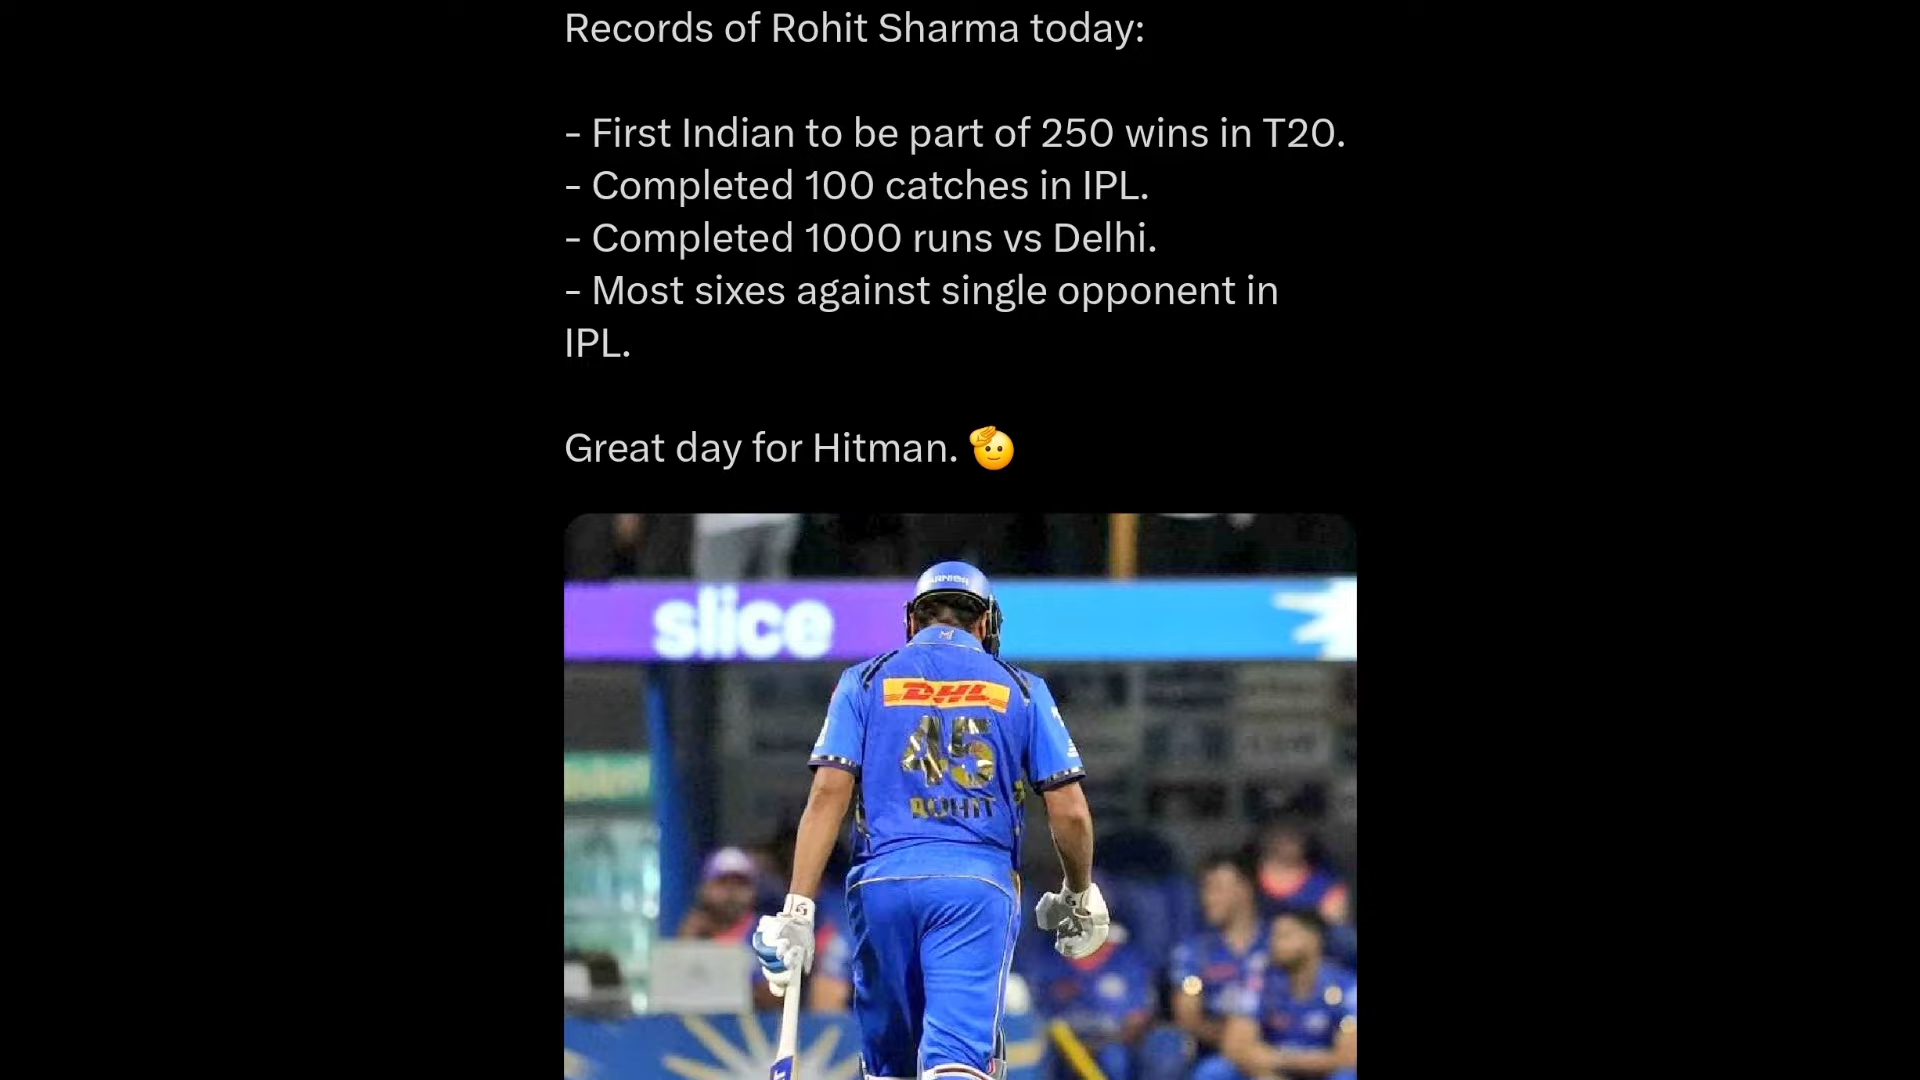 Records of Rohit Sharma today:
- First Indian to be part of 250 wins in T20.
- Completed 100 catches in IPL.
- Completed 1000 runs vs Delhi.
- Most sixes against single opponent in
IPL.
Great day for Hitman. 🫡
slice
DHL
45
ROHIT